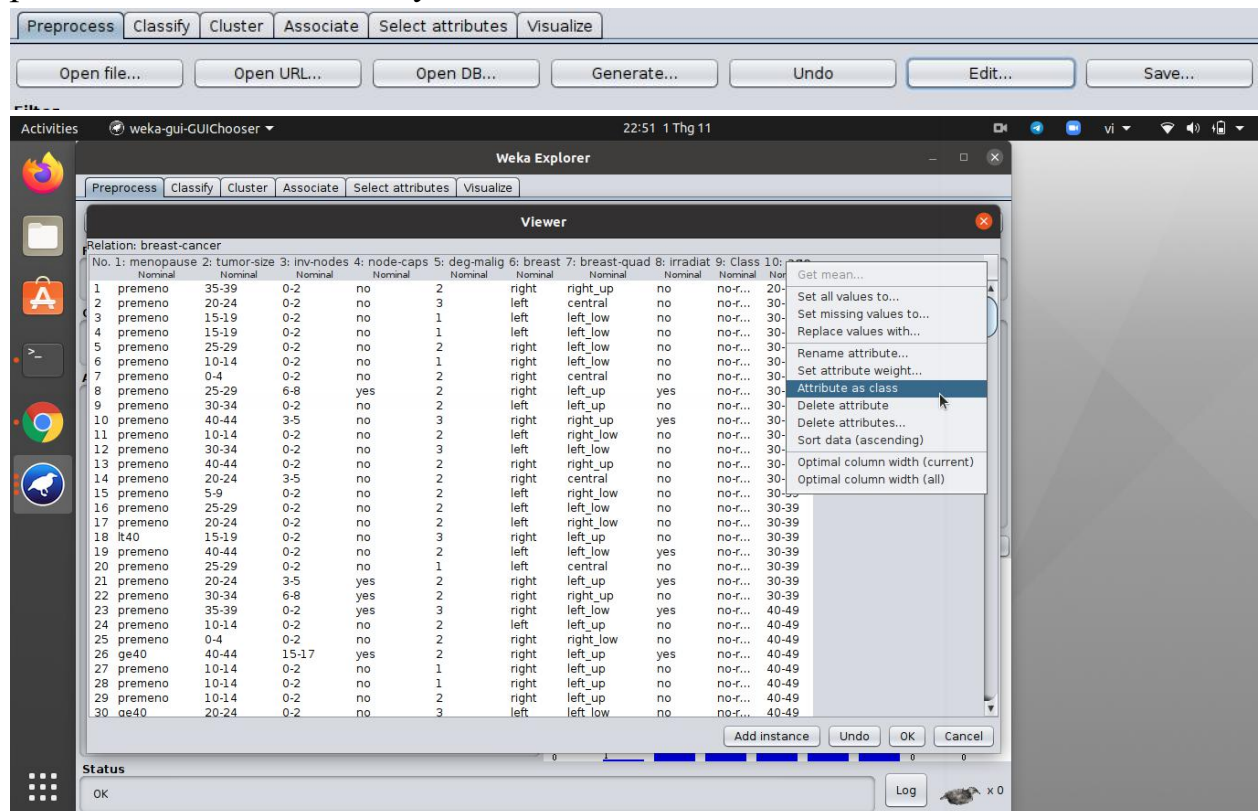 Preprocess Classify Cluster Associate Select attributes Visualize
Open file... Open URL... Open DB... Generate... Undo Edit... Save...
Activities weka-gui-GUIChooser 22:51 1 Thg 11 vi
Weka Explorer
Preprocess Classify Cluster Associate Select attributes Visualize
Viewer
Relation: breast-cancer
No. 1: menopause 2: tumor-size 3: inv-nodes 4: node-caps 5: deg-malig 6: breast 7: breast-quad 8: irradiat 9: Class 10: age
Nominal Nominal Nominal Nominal Nominal Nominal Nominal Nominal Nominal
1 premeno 35-39 0-2 no 2 right right_up no no-r... 20-
2 premeno 20-24 0-2 no 3 left central no no-r... 30-
3 premeno 15-19 0-2 no 1 left left_low no no-r... 30-
4 premeno 15-19 0-2 no 1 left left_low no no-r... 30-
5 premeno 25-29 0-2 no 2 right left_low no no-r... 30-
6 premeno 10-14 0-2 no 1 right left_low no no-r... 30-
7 premeno 0-4 0-2 no 2 right central no no-r... 30-
8 premeno 25-29 6-8 yes 2 right left_up yes no-r... 30-
9 premeno 30-34 0-2 no 2 left left_up no no-r... 30-
10 premeno 40-44 3-5 no 3 right right_up yes no-r... 30-
11 premeno 10-14 0-2 no 2 left right_low no no-r... 30-
12 premeno 30-34 0-2 no 3 left left_low no no-r... 30-
13 premeno 40-44 0-2 no 2 right right_up no no-r... 30-
14 premeno 20-24 3-5 no 2 right central no no-r... 30-
15 premeno 5-9 0-2 no 2 left right_low no no-r... 30-39
16 premeno 25-29 0-2 no 2 left left_low no no-r... 30-39
17 premeno 20-24 0-2 no 2 left right_low no no-r... 30-39
18 lt40 15-19 0-2 no 3 right left_up no no-r... 30-39
19 premeno 40-44 0-2 no 2 left left_low yes no-r... 30-39
20 premeno 25-29 0-2 no 1 left central no no-r... 30-39
21 premeno 20-24 3-5 yes 2 right left_up yes no-r... 30-39
22 premeno 30-34 6-8 yes 2 right right_up no no-r... 30-39
23 premeno 35-39 0-2 yes 3 right left_low yes no-r... 40-49
24 premeno 10-14 0-2 no 2 left left_up no no-r... 40-49
25 premeno 0-4 0-2 no 2 right right_low no no-r... 40-49
26 ge40 40-44 15-17 yes 2 right left_up yes no-r... 40-49
27 premeno 10-14 0-2 no 1 right left_up no no-r... 40-49
28 premeno 10-14 0-2 no 1 right left_up no no-r... 40-49
29 premeno 10-14 0-2 no 2 right left_up no no-r... 40-49
30 ge40 20-24 0-2 no 3 left left_low no no-r... 40-49
Get mean...
Set all values to...
Set missing values to...
Replace values with...
Rename attribute...
Set attribute weight...
Attribute as class
Delete attribute
Delete attributes...
Sort data (ascending)
Optimal column width (current)
Optimal column width (all)
Add instance Undo OK Cancel
0 1 0 0
Status
OK Log x 0